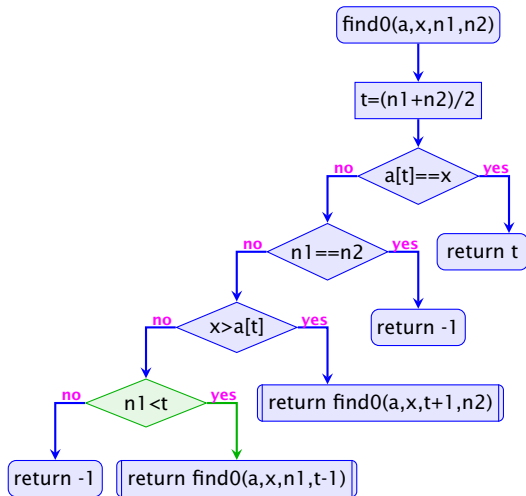 find0(a,x,n1,n2)
t=(n1+n2)/2
a[t]==x
no
yes
return t
n1==n2
no
yes
return -1
x>a[t]
no
yes
return find0(a,x,t+1,n2)
n1<t
no
yes
return -1
return find0(a,x,n1,t-1)